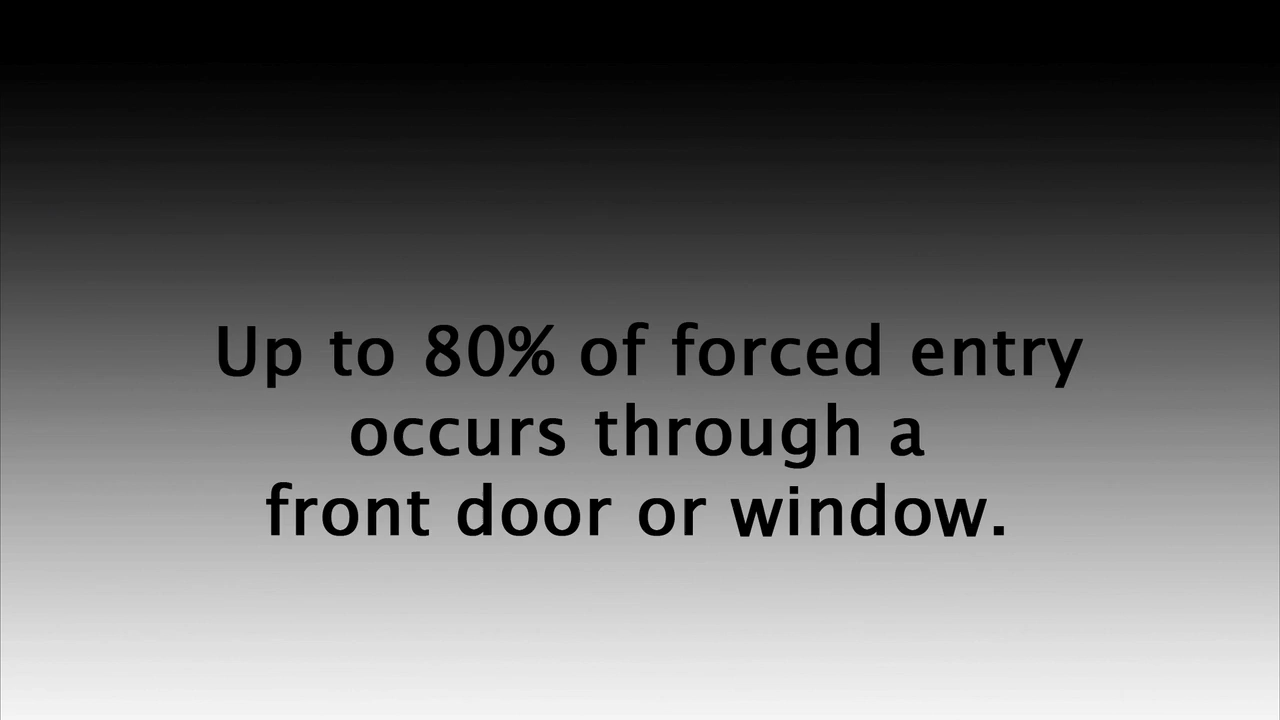 Up to 80% of forced entry
occurs through a
front door or window.